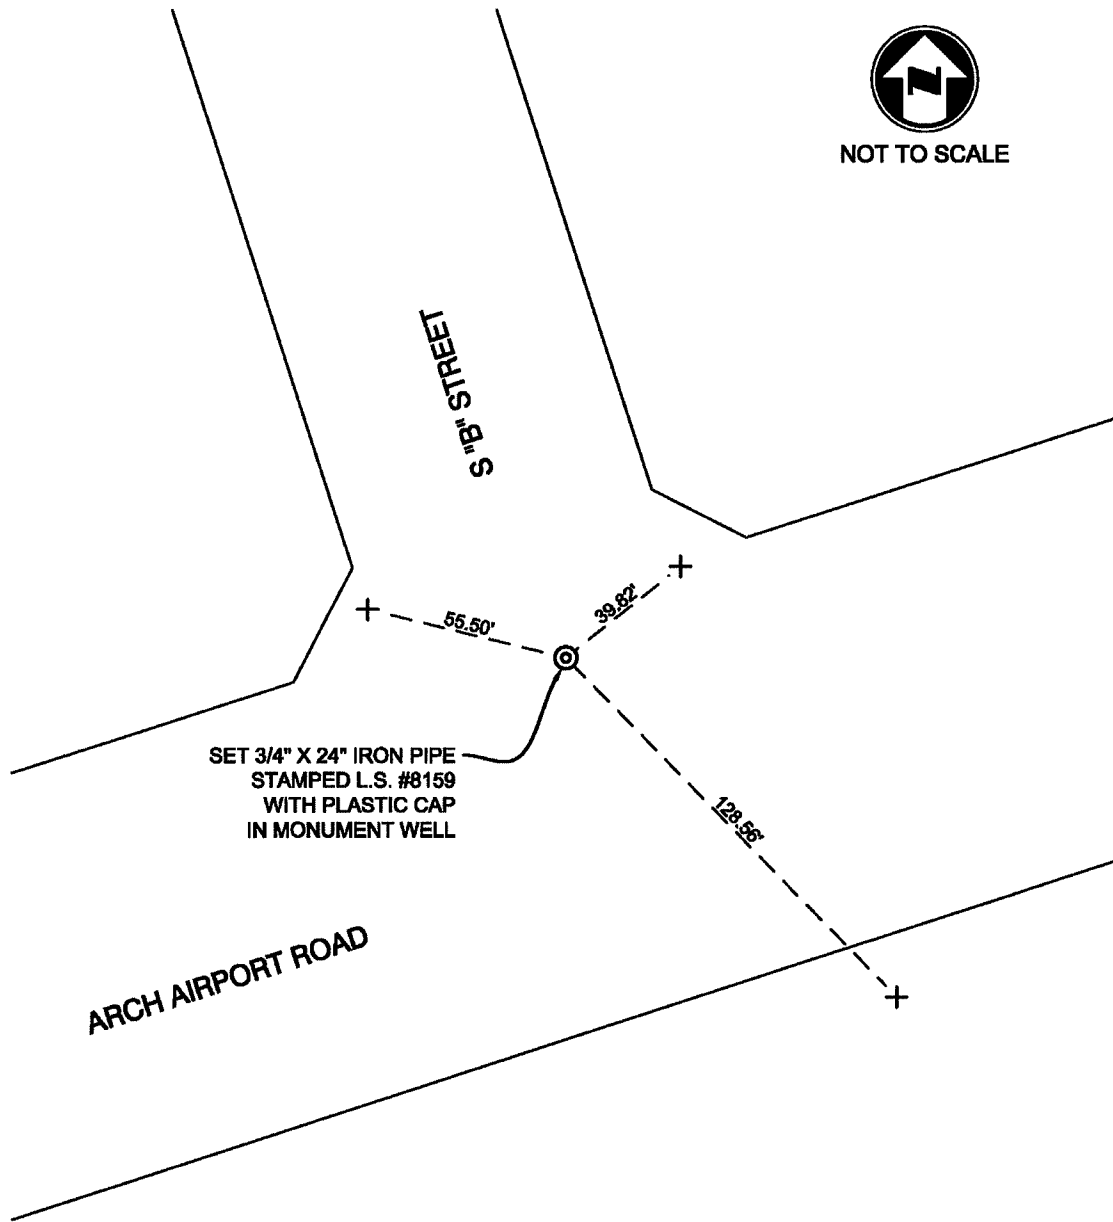 N
NOT TO SCALE
S "B" STREET
39.82'
55.50'
SET 3/4" X 24" IRON PIPE
STAMPED L.S. #8159
WITH PLASTIC CAP
IN MONUMENT WELL
128.56'
ARCH AIRPORT ROAD